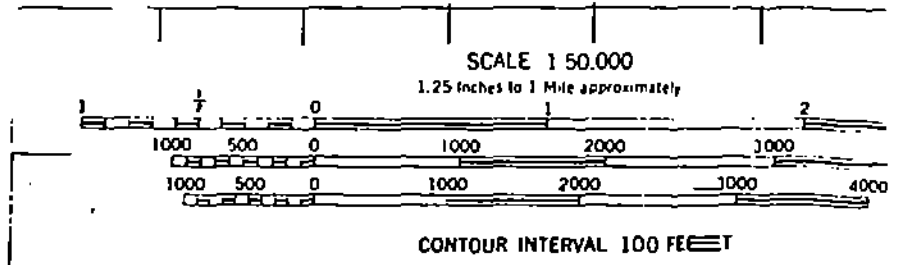 SCALE 1 50.000
1.25 Inches to 1 Mile approximately
1 1/2 0 1 2
1000 500 0 1000 2000 3000
1000 500 0 1000 2000 3000 4000
CONTOUR INTERVAL 100 FEET